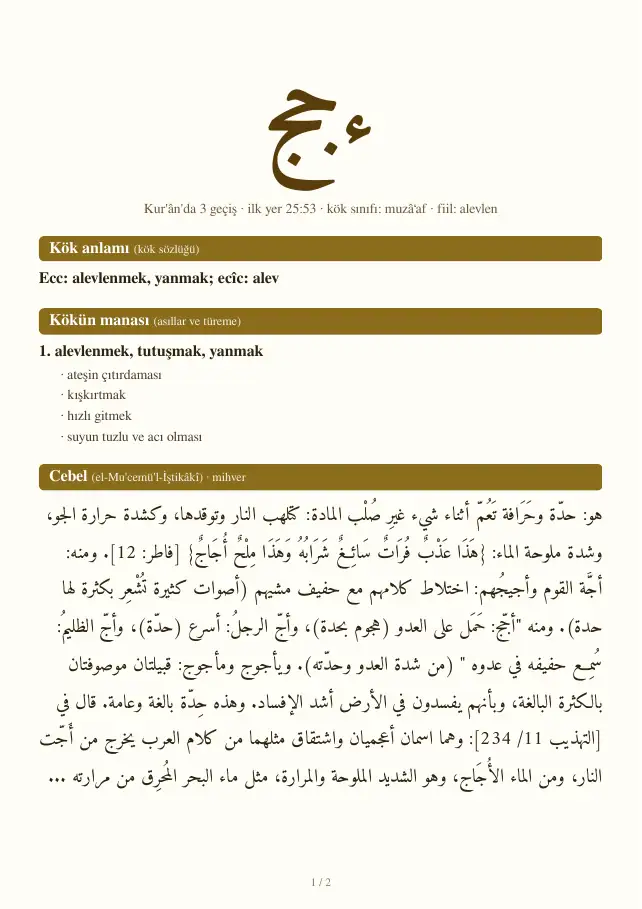 ءجج
Kur'ân'da 3 geçiş · ilk yer 25:53 · kök sınıfı: muzâ‘af · fiil: alevlen
Kök anlamı (kök sözlüğü)
Ecc: alevlenmek, yanmak; ecîc: alev
Kökün manası (asıllar ve türeme)
1. alevlenmek, tutuşmak, yanmak
· ateşin çıtırdaması
· kışkırtmak
· hızlı gitmek
· suyun tuzlu ve acı olması
Cebel (el-Mu'cemü'l-İştikâkî) · mihver
هو: حدّة وحَرَافة تَعُمّ أثناء شيء غيرِ صُلْب المادة: كتلهب النار وتوقدها، وكشدة حرارة الجو،
وشدة ملوحة الماء: {هَذَا عَذْبٌ فُرَاتٌ سَائِغٌ شَرَابُهُ وَهَذَا مِلْحٌ أُجَاجٌ} [فاطر: 12]. ومنه:
أجَّة القوم وأجيجُهم: اختلاط كلامهم مع حفيف مشيهم (أصوات كثيرة تُشْعِر بكثرة لها
حدة). ومنه "أجّج: حَمَل على العدو (هجوم بحدة)، وأجّ الرجلُ: أسرع (حدّة)، وأجّ الظليمُ:
سُمِع حفيفه في عدوه " (من شدة العدو وحدّته). ويأجوج ومأجوج: قبيلتان موصوفتان
بالكثرة البالغة، وبأنهم يفسدون في الأرض أشد الإفساد. وهذه حِدّة بالغة وعامة. قال في
[التهذيب 11/ 234]: وهما اسمان أعجميان واشتقاق مثلهما من كلام العرب يخرج من أَجّت
النار، ومن الماء الأُجَاج، وهو الشديد الملوحة والمرارة، مثل ماء البحر المُحرِق من مرارته ...
1 / 2